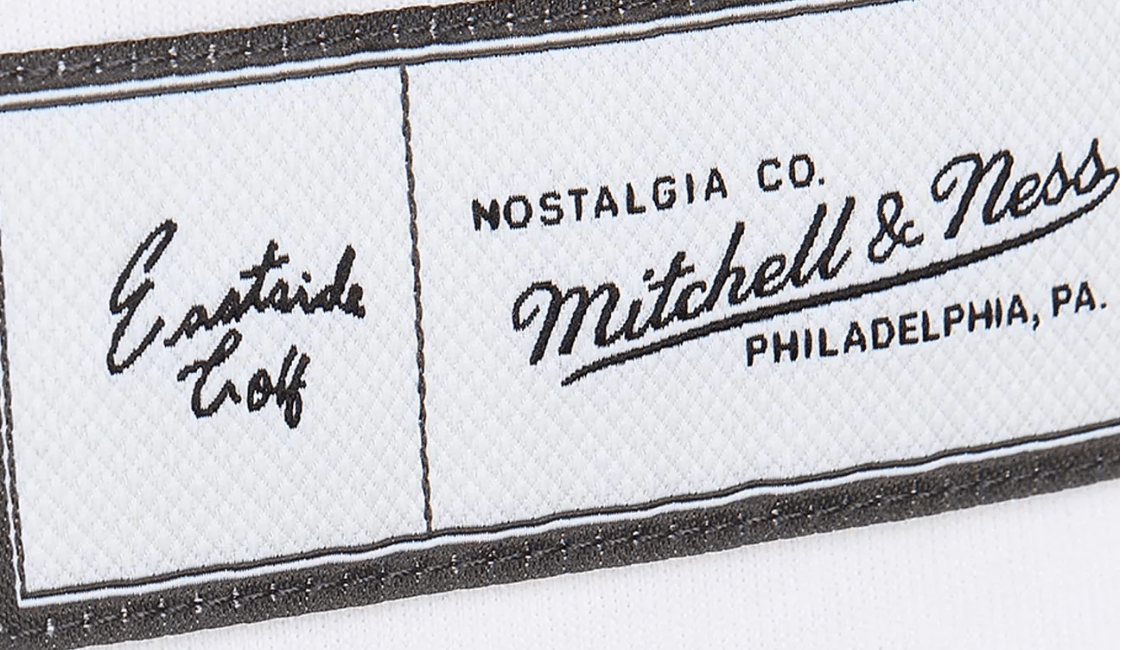 Eastside
Golf
NOSTALGIA CO.
Mitchell & Ness
PHILADELPHIA, PA.